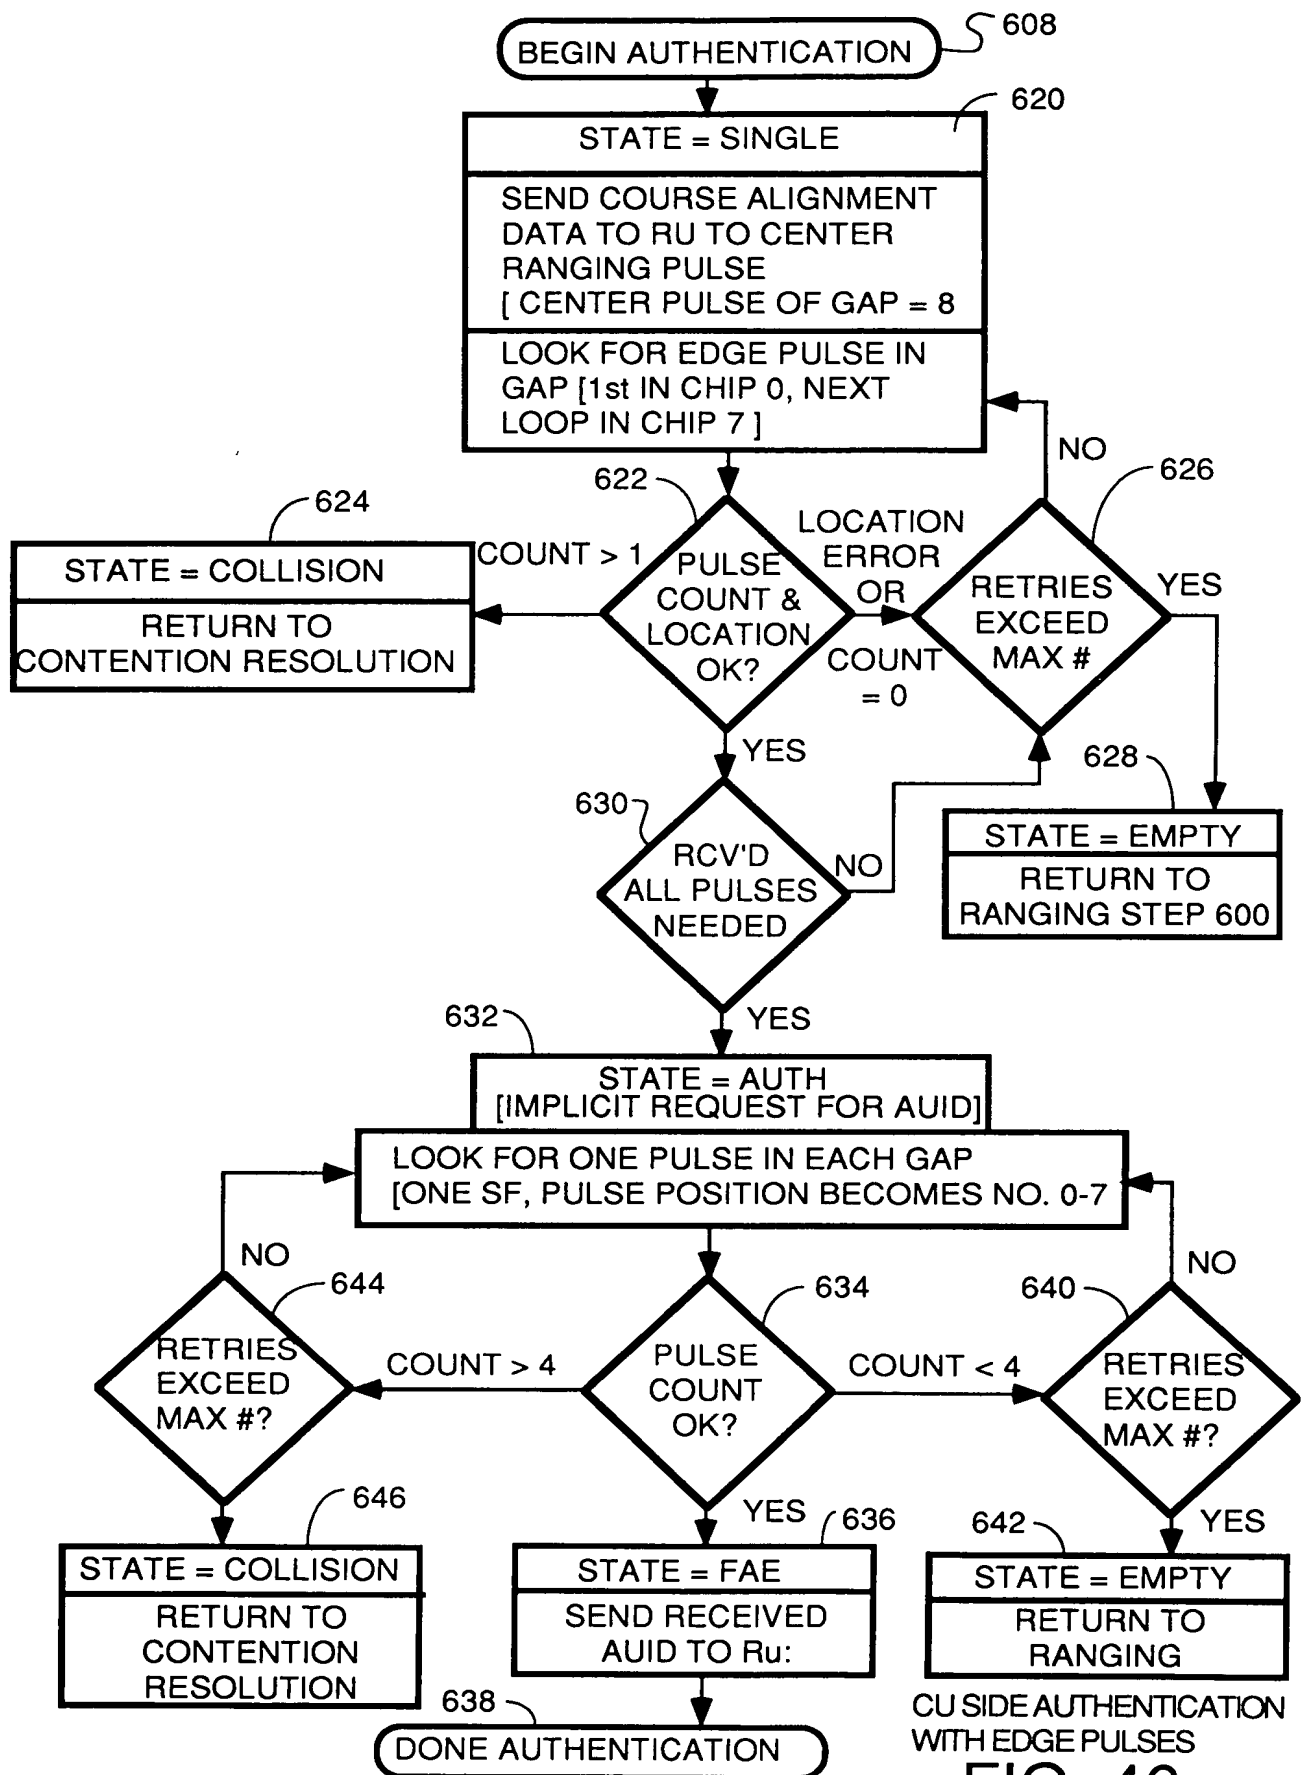 BEGIN AUTHENTICATION
608
620
STATE = SINGLE
SEND COURSE ALIGNMENT
DATA TO RU TO CENTER
RANGING PULSE
[ CENTER PULSE OF GAP = 8
LOOK FOR EDGE PULSE IN
GAP [1st IN CHIP 0, NEXT
LOOP IN CHIP 7 ]
NO
622
626
624
STATE = COLLISION
RETURN TO
CONTENTION RESOLUTION
COUNT > 1
PULSE
COUNT &
LOCATION
OK?
LOCATION
ERROR
OR
COUNT
= 0
RETRIES
EXCEED
MAX #
YES
YES
628
STATE = EMPTY
RETURN TO
RANGING STEP 600
630
RCV'D
ALL PULSES
NEEDED
NO
YES
632
STATE = AUTH
[IMPLICIT REQUEST FOR AUID]
LOOK FOR ONE PULSE IN EACH GAP
[ONE SF, PULSE POSITION BECOMES NO. 0-7
NO
644
RETRIES
EXCEED
MAX #?
COUNT > 4
634
PULSE
COUNT
OK?
COUNT < 4
640
NO
RETRIES
EXCEED
MAX #?
646
STATE = COLLISION
RETURN TO
CONTENTION
RESOLUTION
YES
636
STATE = FAE
SEND RECEIVED
AUID TO Ru:
638
DONE AUTHENTICATION
YES
642
STATE = EMPTY
RETURN TO
RANGING
CU SIDE AUTHENTICATION
WITH EDGE PULSES